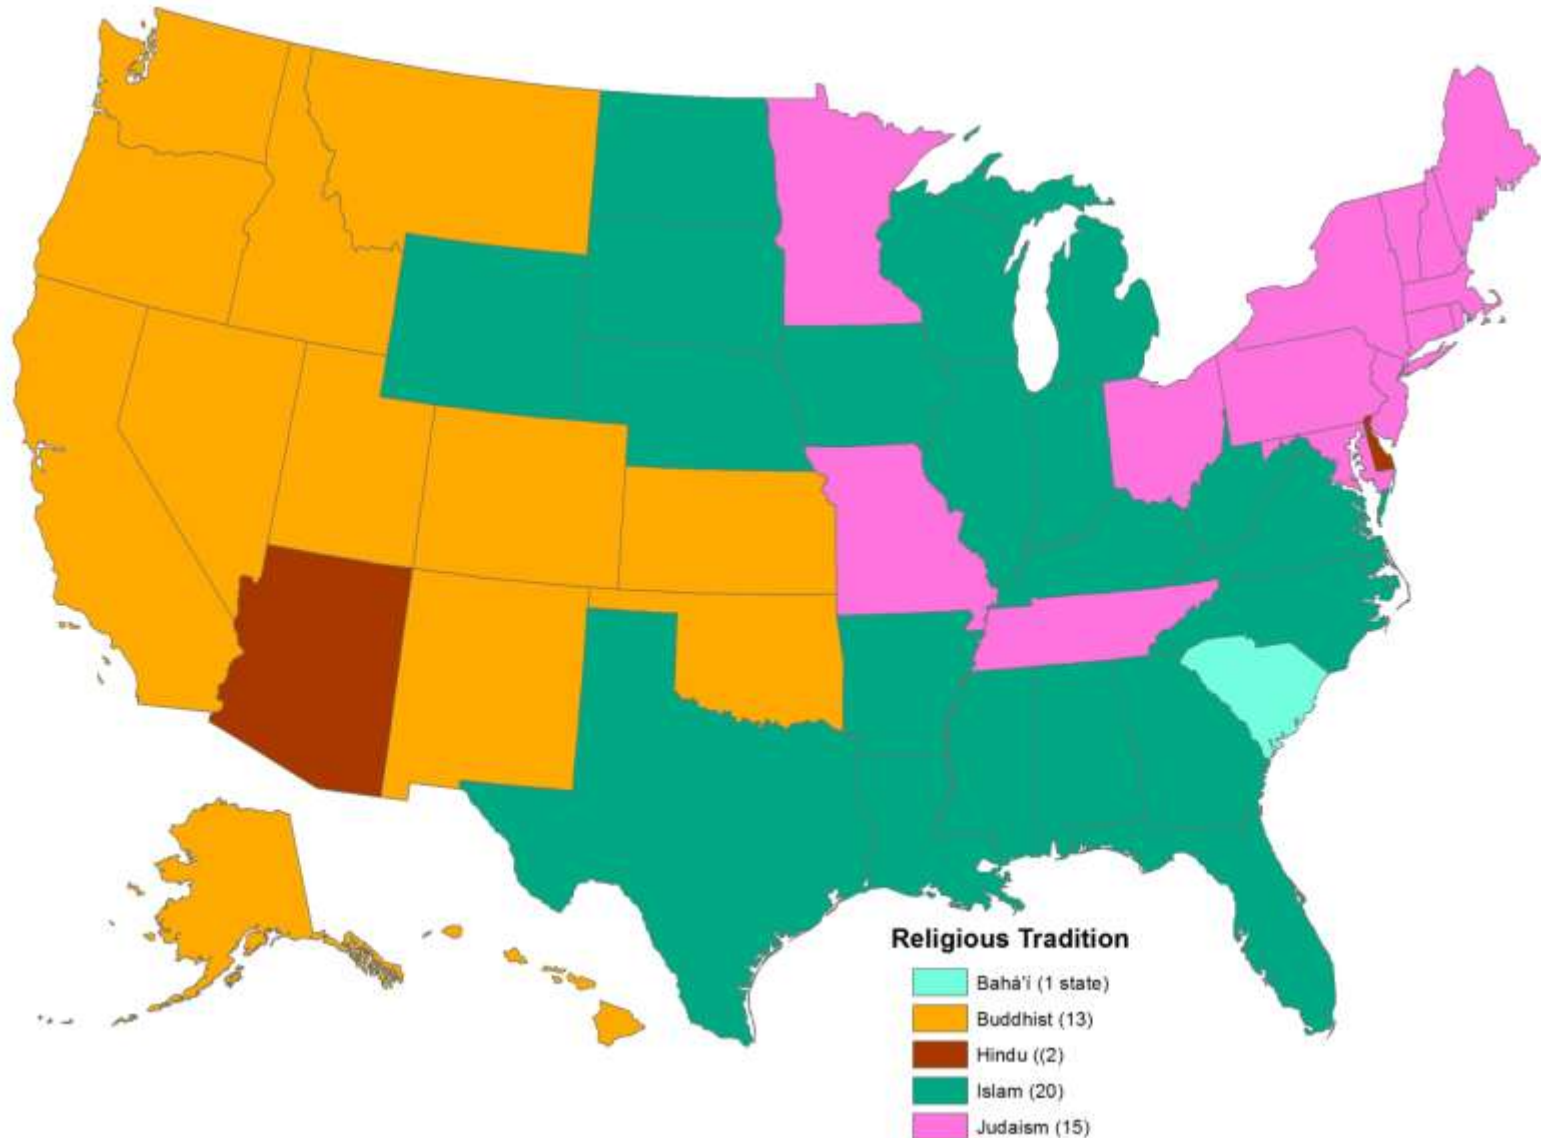 Religious Tradition
Bahá'í (1 state)
Buddhist (13)
Hindu ((2)
Islam (20)
Judaism (15)